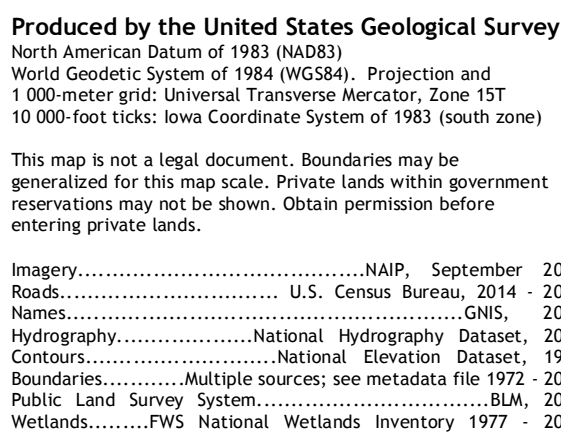 Produced by the United States Geological Survey
North American Datum of 1983 (NAD83)
World Geodetic System of 1984 (WGS84). Projection and
1 000-meter grid: Universal Transverse Mercator, Zone 15T
10 000-foot ticks: Iowa Coordinate System of 1983 (south zone)
This map is not a legal document. Boundaries may be
generalized for this map scale. Private lands within government
reservations may not be shown. Obtain permission before
entering private lands.
Imagery..........................................NAIP, September 20
Roads................................ U.S. Census Bureau, 2014 - 20
Names..........................................................GNIS, 20
Hydrography....................National Hydrography Dataset, 20
Contours............................National Elevation Dataset, 19
Boundaries............Multiple sources; see metadata file 1972 - 20
Public Land Survey System..................................BLM, 20
Wetlands.........FWS National Wetlands Inventory 1977 - 20